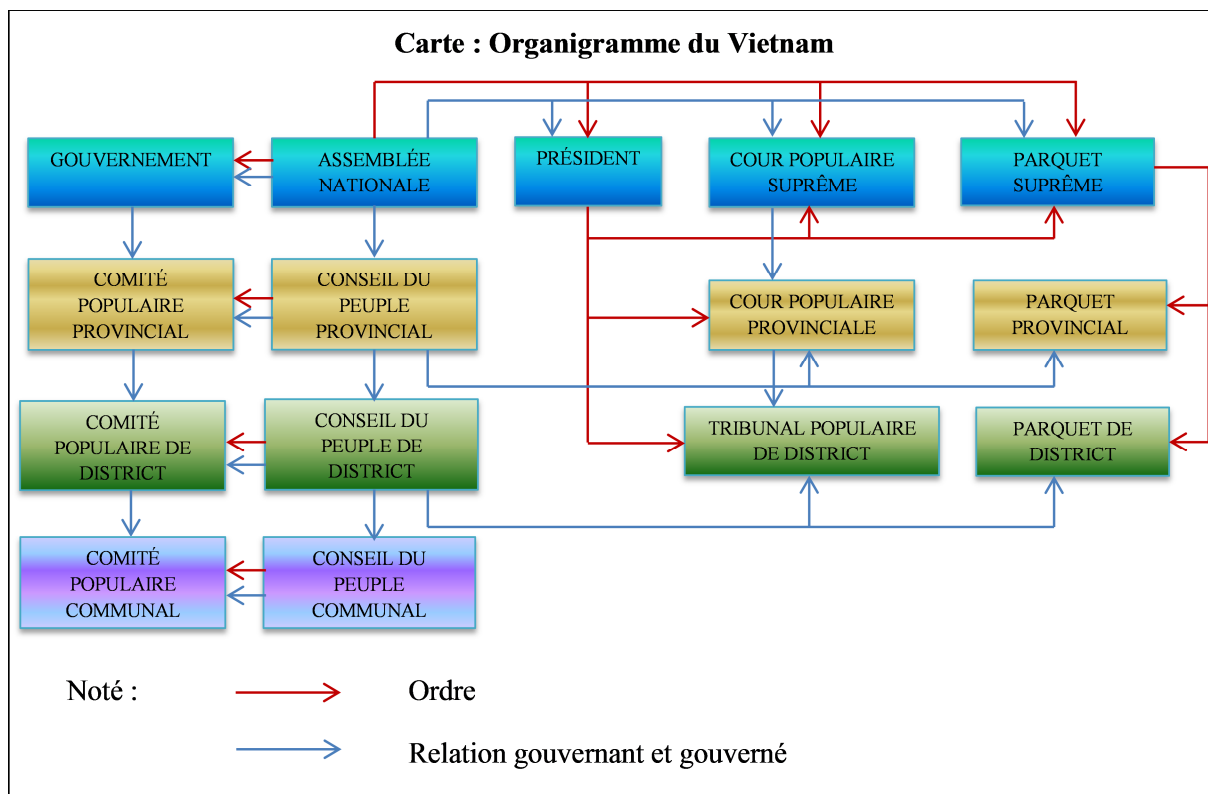 Carte : Organigramme du Vietnam
GOUVERNEMENT
ASSEMBLÉE
NATIONALE
PRÉSIDENT
COUR POPULAIRE
SUPRÊME
PARQUET
SUPRÊME
COMITÉ
POPULAIRE
PROVINCIAL
CONSEIL DU
PEUPLE
PROVINCIAL
COUR POPULAIRE
PROVINCIALE
PARQUET
PROVINCIAL
COMITÉ
POPULAIRE DE
DISTRICT
CONSEIL DU
PEUPLE DE
DISTRICT
TRIBUNAL POPULAIRE
DE DISTRICT
PARQUET DE
DISTRICT
COMITÉ
POPULAIRE
COMMUNAL
CONSEIL DU
PEUPLE
COMMUNAL
Noté :
Ordre
Relation gouvernant et gouverné